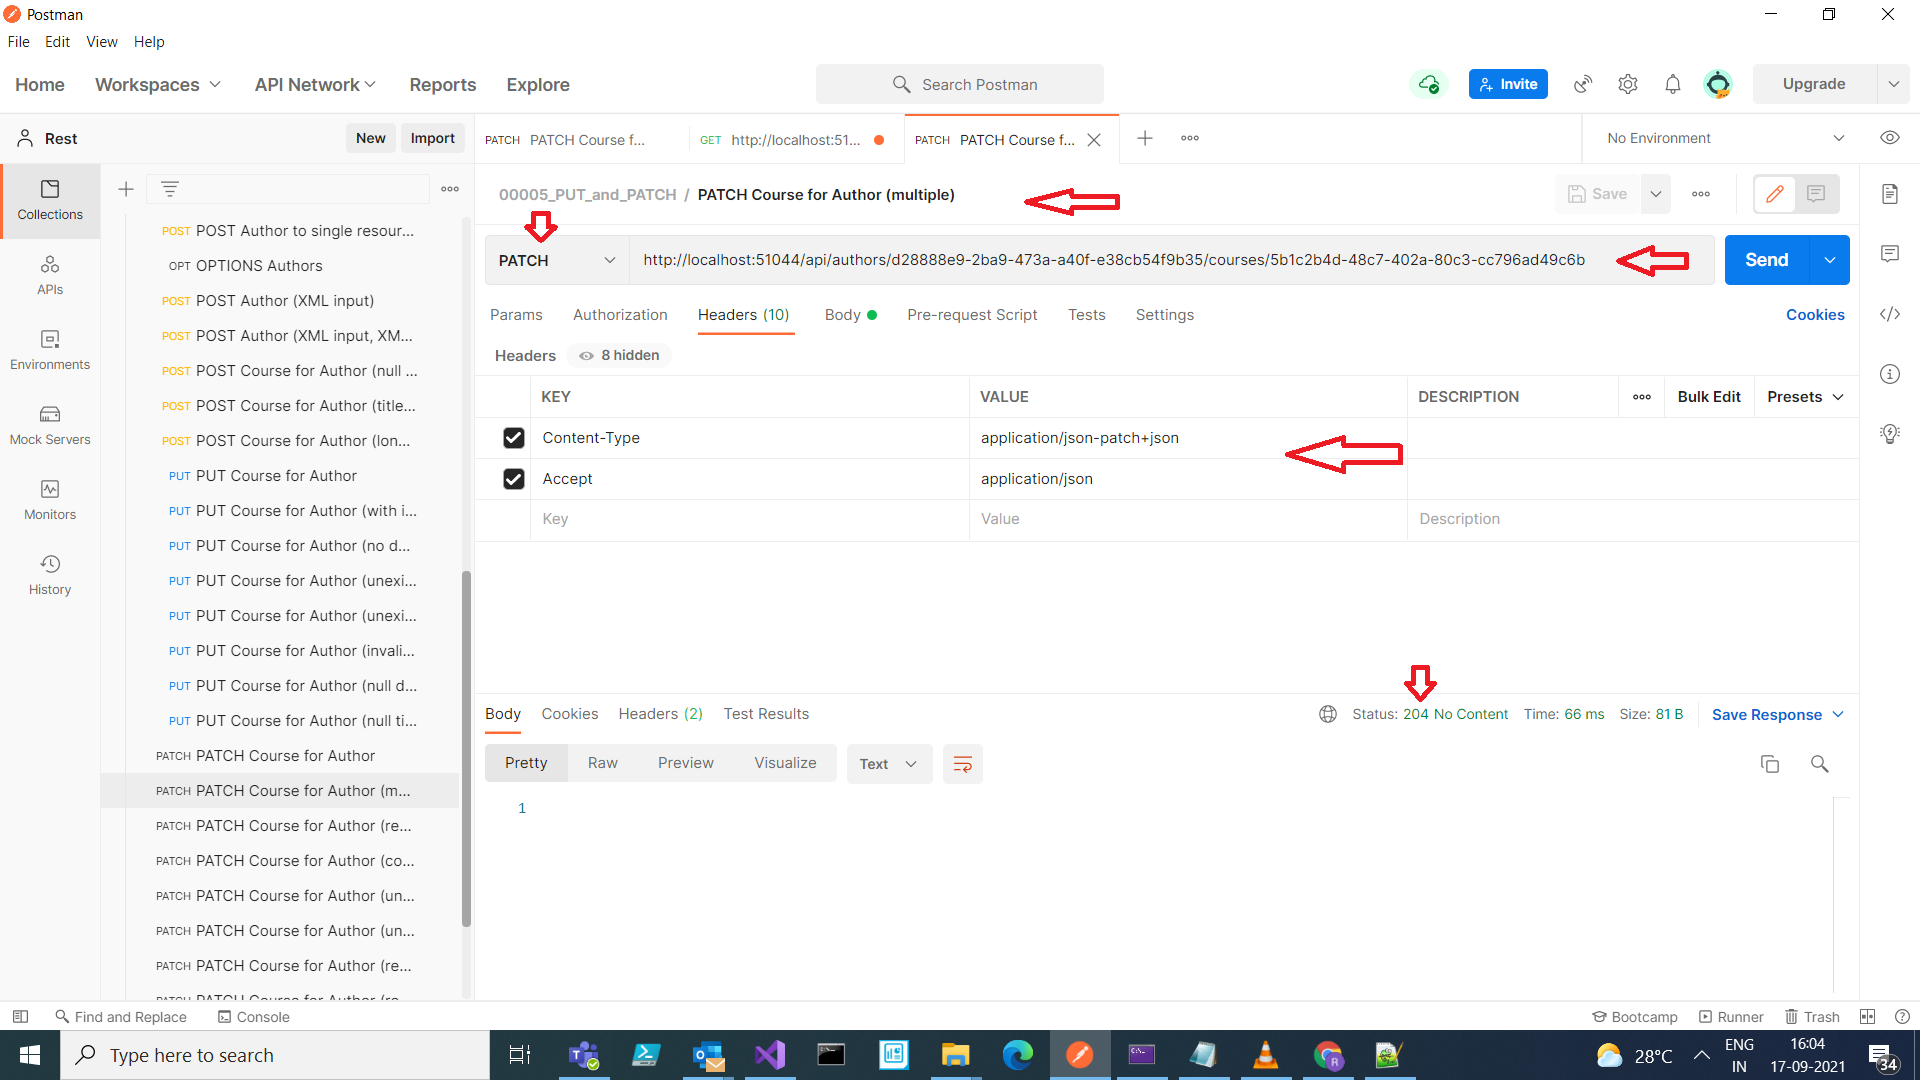 Postman
File Edit View Help
Home Workspaces API Network Reports Explore Search Postman Invite Upgrade
Rest New Import PATCH PATCH Course f... GET http://localhost:51... PATCH PATCH Course f... No Environment
00005_PUT_and_PATCH / PATCH Course for Author (multiple) Save
PATCH http://localhost:51044/api/authors/d28888e9-2ba9-473a-a40f-e38cb54f9b35/courses/5b1c2b4d-48c7-402a-80c3-cc796ad49c6b Send
Params Authorization Headers (10) Body Pre-request Script Tests Settings Cookies
Headers 8 hidden
KEY VALUE DESCRIPTION Bulk Edit Presets
Content-Type application/json-patch+json
Accept application/json
Key Value Description
Collections
APIs
Environments
Mock Servers
Monitors
History
POST POST Author to single resour...
OPT OPTIONS Authors
POST POST Author (XML input)
POST POST Author (XML input, XM...
POST POST Course for Author (null ...
POST POST Course for Author (title...
POST POST Course for Author (lon...
PUT PUT Course for Author
PUT PUT Course for Author (with i...
PUT PUT Course for Author (no d...
PUT PUT Course for Author (unexi...
PUT PUT Course for Author (unexi...
PUT PUT Course for Author (invali...
PUT PUT Course for Author (null d...
PUT PUT Course for Author (null ti...
PATCH PATCH Course for Author
PATCH PATCH Course for Author (m...
PATCH PATCH Course for Author (re...
PATCH PATCH Course for Author (co...
PATCH PATCH Course for Author (un...
PATCH PATCH Course for Author (un...
PATCH PATCH Course for Author (re...
PATCH PATCH Course for Author
Body Cookies Headers (2) Test Results Status: 204 No Content Time: 66 ms Size: 81 B Save Response
Pretty Raw Preview Visualize Text
1
Find and Replace Console Bootcamp Runner Trash
Type here to search 28°C ENG IN 16:04 17-09-2021 34